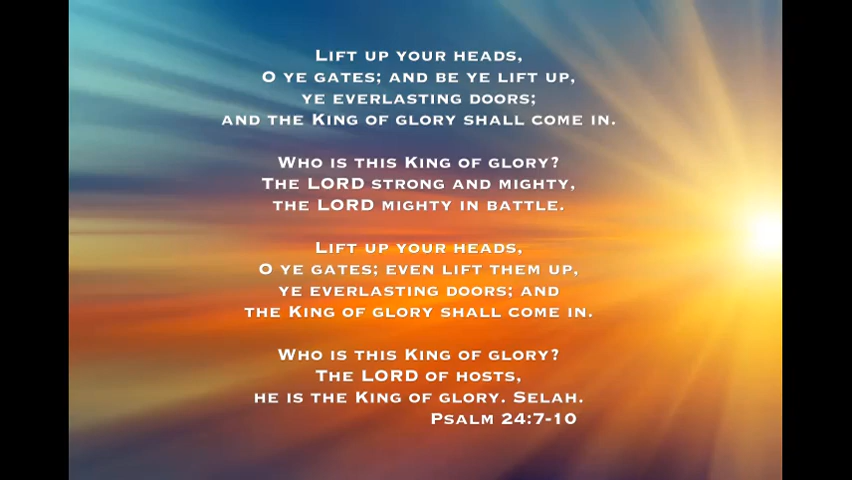 Lift up your heads,
O ye gates; and be ye lift up,
ye everlasting doors;
and the King of glory shall come in.
Who is this King of glory?
The LORD strong and mighty,
the LORD mighty in battle.
Lift up your heads,
O ye gates; even lift them up,
ye everlasting doors; and
the King of glory shall come in.
Who is this King of glory?
The LORD of hosts,
he is the King of glory. Selah.
Psalm 24:7-10